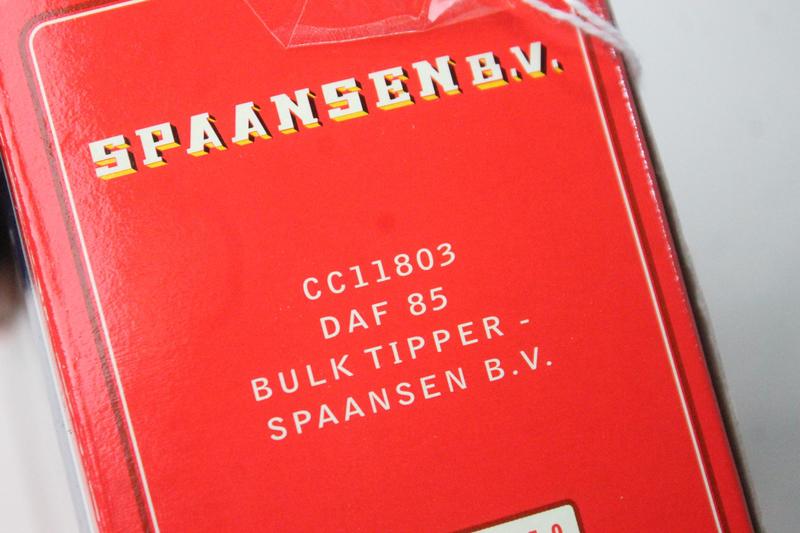 SPAANSEN B.V.
CC11803
DAF 85
BULK TIPPER -
SPAANSEN B.V.